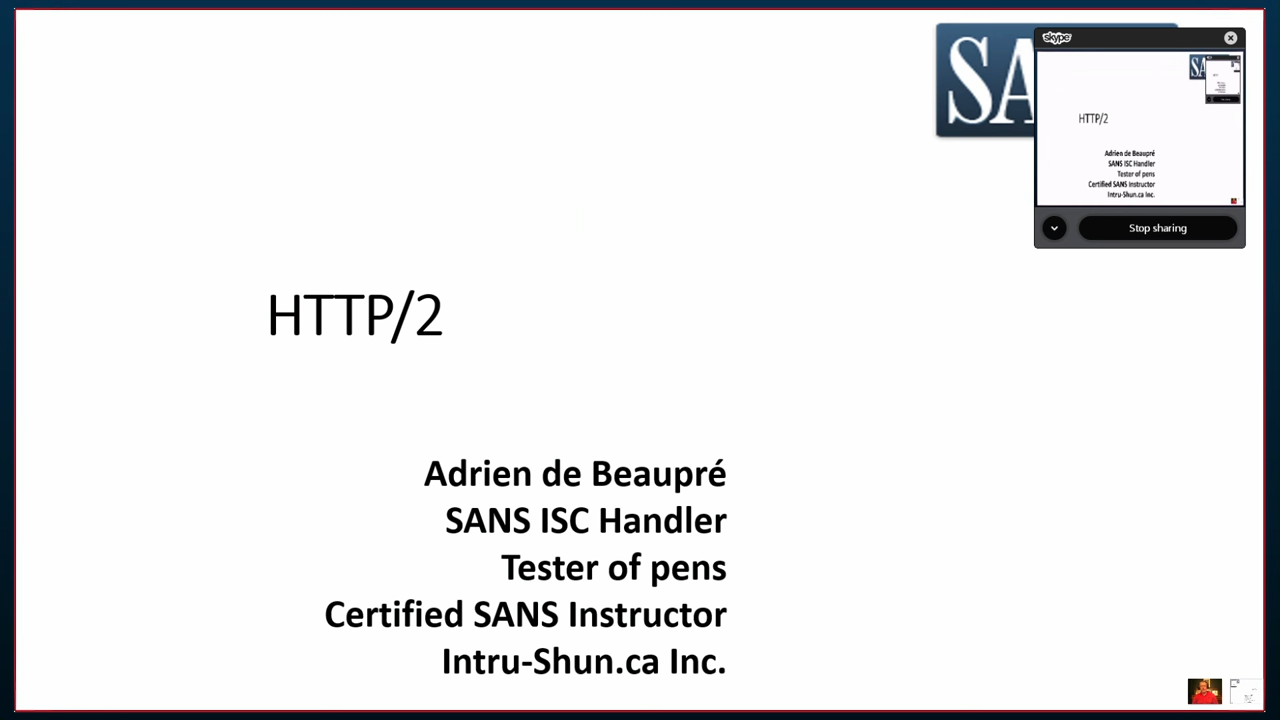 SA
skype
HTTP/2
Adrien de Beaupré
SANS ISC Handler
Tester of pens
Certified SANS Instructor
Intru-Shun.ca Inc.
Stop sharing
HTTP/2
Adrien de Beaupré
SANS ISC Handler
Tester of pens
Certified SANS Instructor
Intru-Shun.ca Inc.